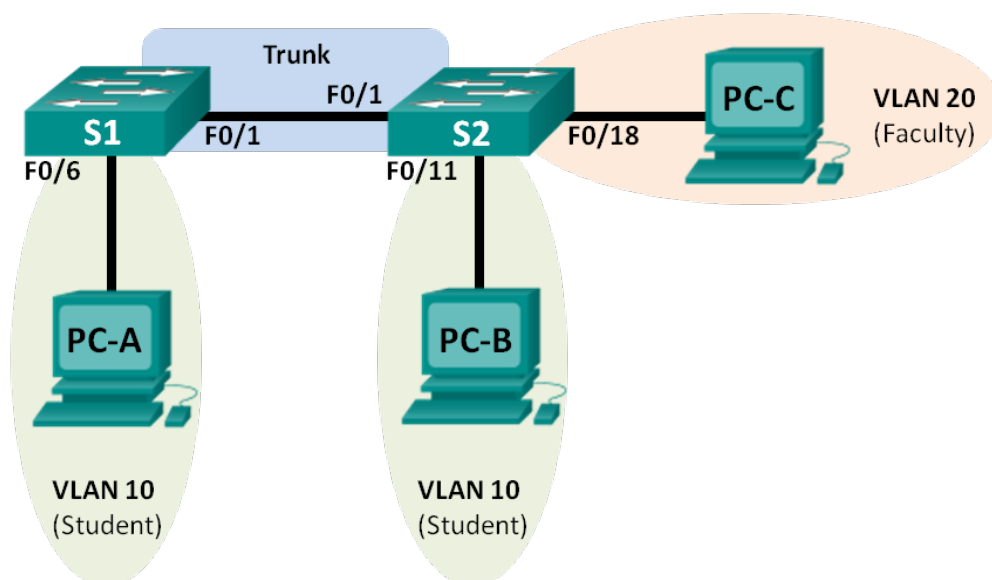 Trunk
F0/1
S1
F0/1
S2
F0/18
F0/6
F0/11
PC-C
VLAN 20
(Faculty)
PC-A
PC-B
VLAN 10
(Student)
VLAN 10
(Student)